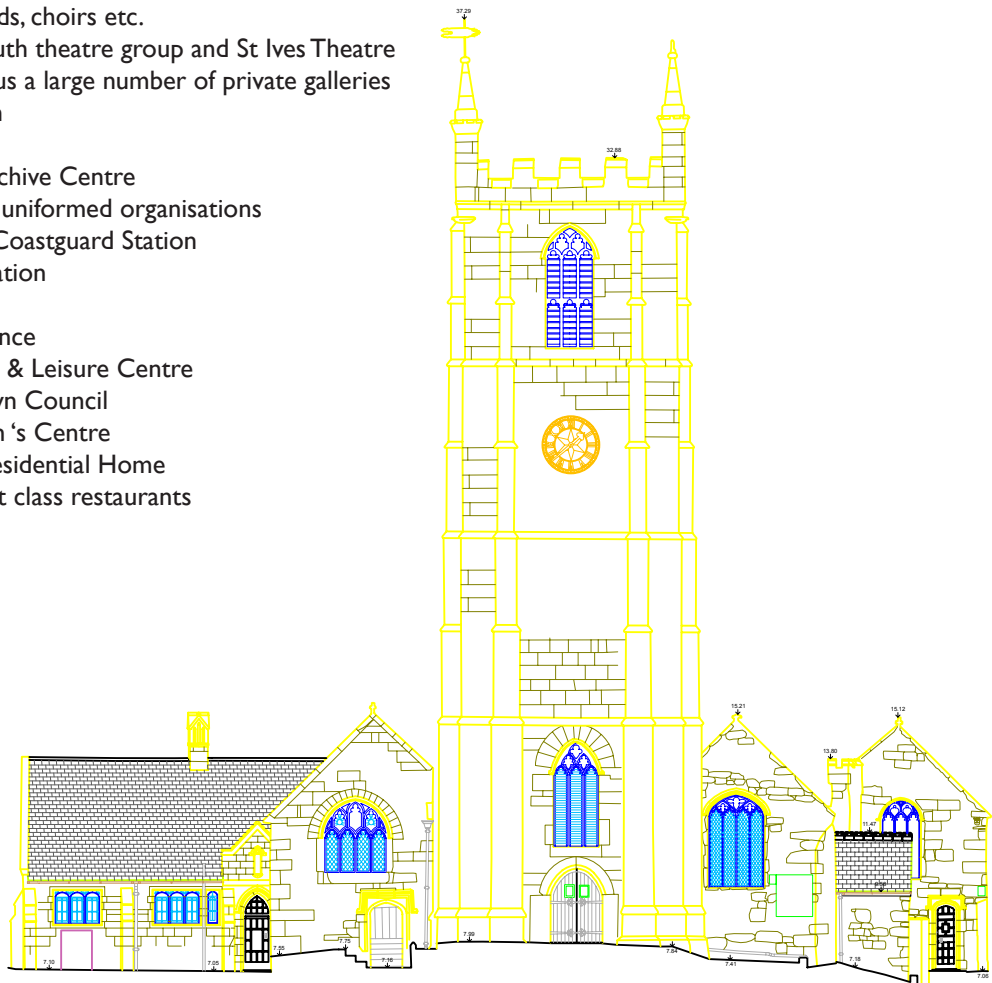 ds, choirs etc.
uth theatre group and St Ives Theatre
us a large number of private galleries
n
chive Centre
uniformed organisations
Coastguard Station
ation
nce
& Leisure Centre
vn Council
n ‘s Centre
esidential Home
t class restaurants
37.29
32.88
15.21
15.12
13.80
11.47
7.99
7.84
7.75
7.55
7.41
7.18
7.18
7.10
7.05
7.06